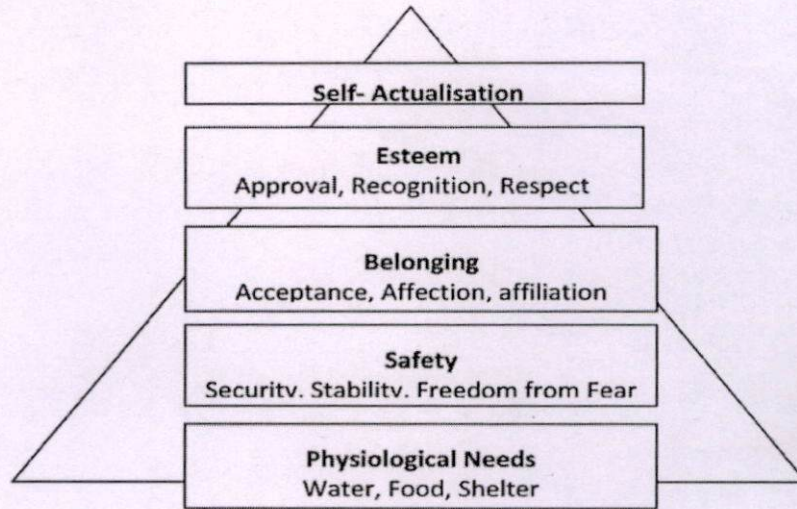 Self- Actualisation
Esteem
Approval, Recognition, Respect
Belonging
Acceptance, Affection, affiliation
Safety
Security. Stability. Freedom from Fear
Physiological Needs
Water, Food, Shelter